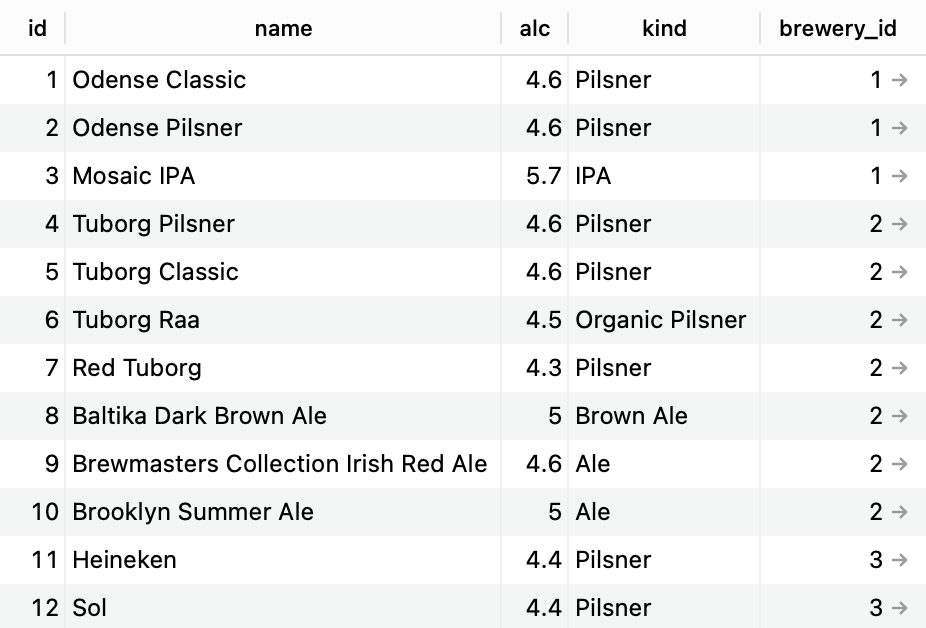 id name alc kind brewery_id
1 Odense Classic 4.6 Pilsner 1 →
2 Odense Pilsner 4.6 Pilsner 1 →
3 Mosaic IPA 5.7 IPA 1 →
4 Tuborg Pilsner 4.6 Pilsner 2 →
5 Tuborg Classic 4.6 Pilsner 2 →
6 Tuborg Raa 4.5 Organic Pilsner 2 →
7 Red Tuborg 4.3 Pilsner 2 →
8 Baltika Dark Brown Ale 5 Brown Ale 2 →
9 Brewmasters Collection Irish Red Ale 4.6 Ale 2 →
10 Brooklyn Summer Ale 5 Ale 2 →
11 Heineken 4.4 Pilsner 3 →
12 Sol 4.4 Pilsner 3 →